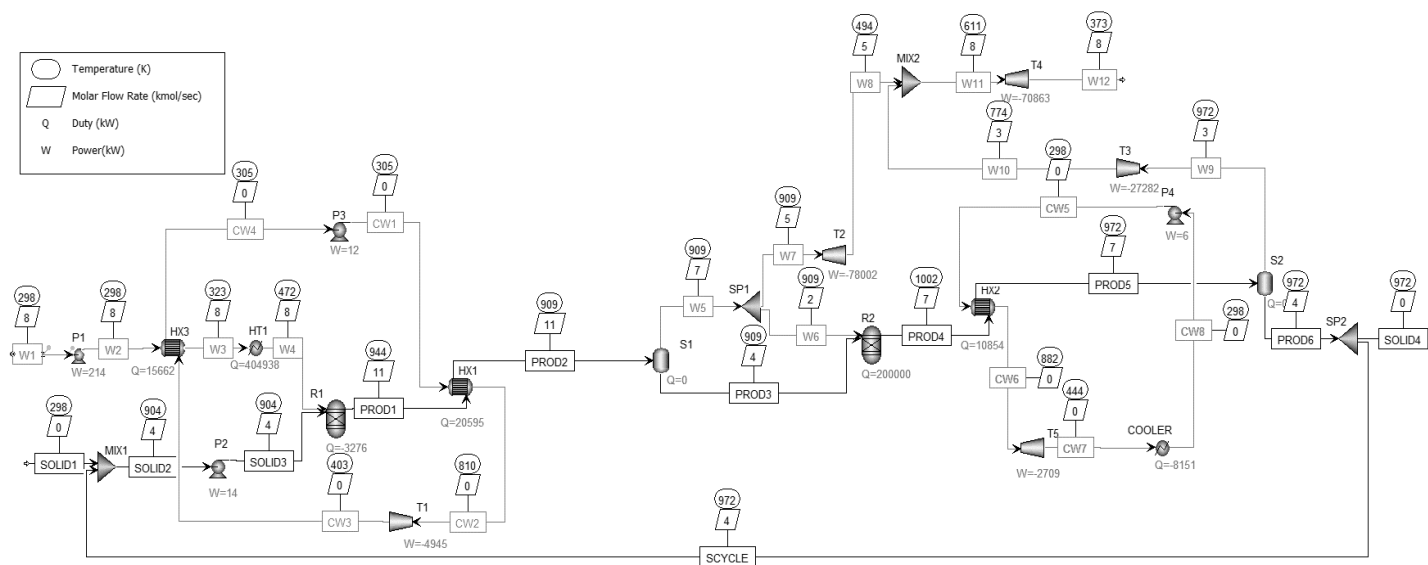 Temperature (K)
Molar Flow Rate (kmol/sec)
Q Duty (kW)
W Power(kW)
494
5
W8
MIX2
611
8
W11
T4
W=-70863
373
8
W12
774
3
W10
298
0
CW5
T3
W=-27282
972
3
W9
P4
W=6
305
0
CW4
P3
W=12
305
0
CW1
909
7
W5
SP1
909
5
W7
T2
W=-78002
909
2
W6
R2
Q=200000
1002
7
PROD4
HX2
Q=10854
972
7
PROD5
S2
Q=0
972
4
PROD6
SP2
972
0
SOLID4
298
0
CW8
298
8
W1
P1
W=214
298
8
W2
HX3
Q=15662
323
8
W3
HT1
Q=404938
472
8
W4
944
11
PROD1
R1
Q=-3276
HX1
Q=20595
909
11
PROD2
S1
Q=0
909
4
PROD3
882
0
CW6
T5
W=-2709
444
0
CW7
COOLER
Q=-8151
298
0
SOLID1
MIX1
904
4
SOLID2
P2
W=14
904
4
SOLID3
403
0
CW3
T1
W=-4945
810
0
CW2
972
4
SCYCLE